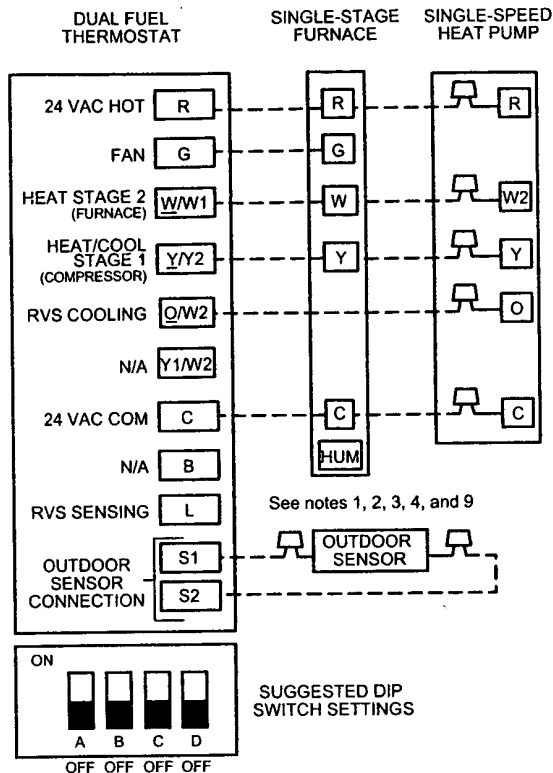 DUAL FUEL
THERMOSTAT
SINGLE-STAGE
FURNACE
SINGLE-SPEED
HEAT PUMP
24 VAC HOT R R R
FAN G G
HEAT STAGE 2
(FURNACE)
W/W1 W W2
HEAT/COOL
STAGE 1
(COMPRESSOR)
Y/Y2 Y Y
RVS COOLING O/W2 O
N/A Y1/W2
24 VAC COM C C C
N/A B HUM
RVS SENSING L
See notes 1, 2, 3, 4, and 9
OUTDOOR
SENSOR
CONNECTION
S1
S2
OUTDOOR
SENSOR
ON
A B C D
OFF OFF OFF OFF
SUGGESTED DIP
SWITCH SETTINGS